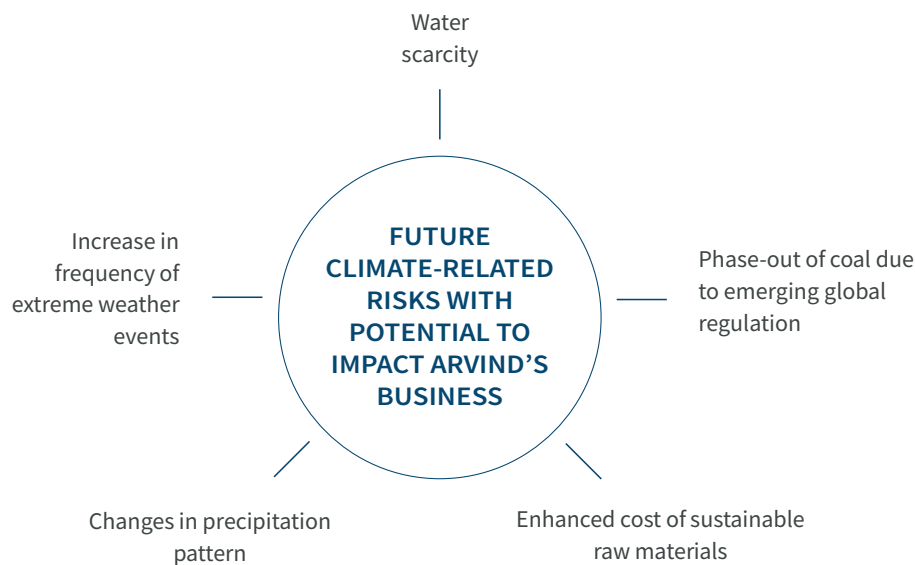 Water
scarcity
Increase in
frequency of
extreme weather
events
FUTURE
CLIMATE-RELATED
RISKS WITH
POTENTIAL TO
IMPACT ARVIND’S
BUSINESS
Phase-out of coal due
to emerging global
regulation
Changes in precipitation
pattern
Enhanced cost of sustainable
raw materials